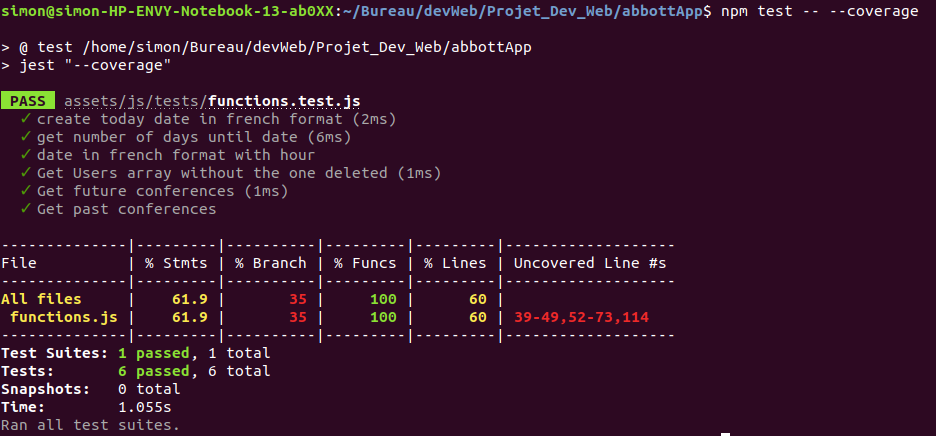 simon@simon-HP-ENVY-Notebook-13-ab0XX:~/Bureau/devWeb/Projet_Dev_Web/abbottApp$ npm test -- --coverage
> @ test /home/simon/Bureau/devWeb/Projet_Dev_Web/abbottApp
> jest "--coverage"
PASS assets/js/tests/functions.test.js
✓ create today date in french format (2ms)
✓ get number of days until date (6ms)
✓ date in french format with hour
✓ Get Users array without the one deleted (1ms)
✓ Get future conferences (1ms)
✓ Get past conferences
--------------|---------|----------|---------|---------|-------------------
File          | % Stmts | % Branch | % Funcs | % Lines | Uncovered Line #s
--------------|---------|----------|---------|---------|-------------------
All files     |    61.9 |       35 |     100 |      60 |
 functions.js |    61.9 |       35 |     100 |      60 | 39-49,52-73,114
--------------|---------|----------|---------|---------|-------------------
Test Suites: 1 passed, 1 total
Tests:       6 passed, 6 total
Snapshots:   0 total
Time:        1.055s
Ran all test suites.